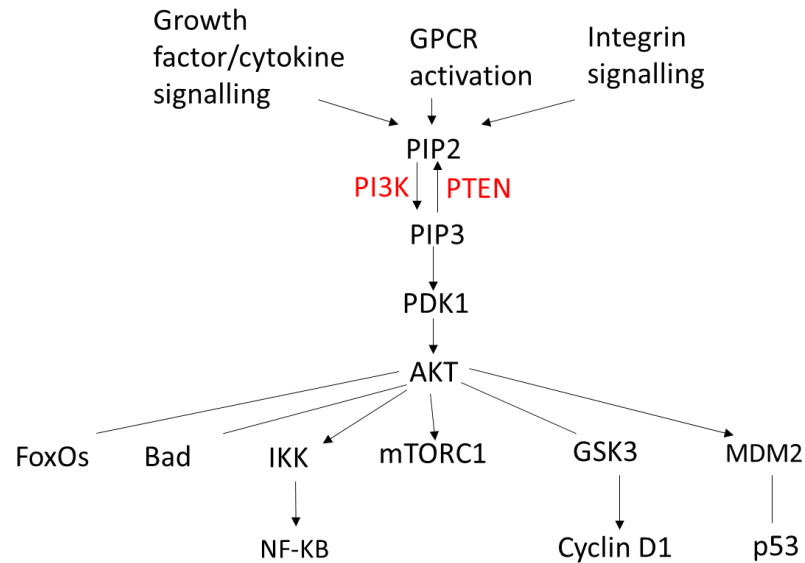 Growth
factor/cytokine
signalling
GPCR
activation
Integrin
signalling
PIP2
PI3K
PTEN
PIP3
PDK1
AKT
FoxOs
Bad
IKK
mTORC1
GSK3
MDM2
NF-KB
Cyclin D1
p53